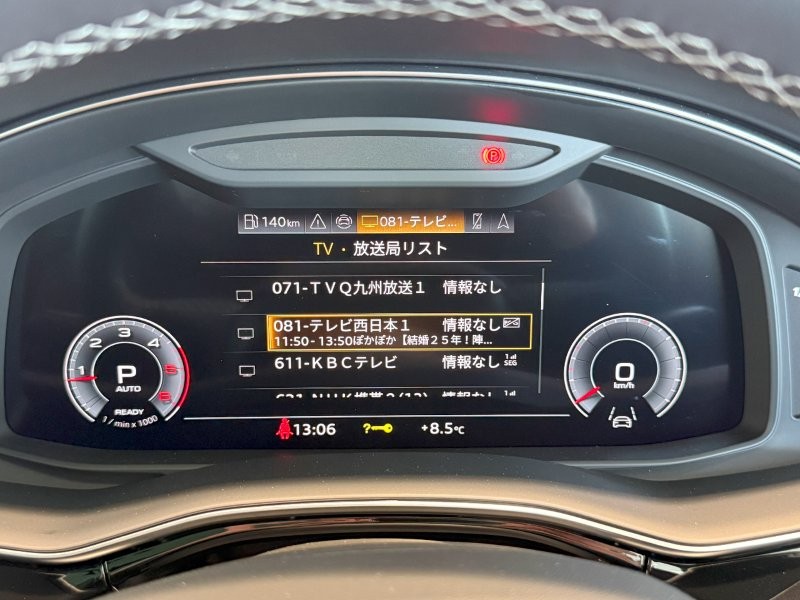 140km
081-テレビ...
TV・放送局リスト
071-ＴＶＱ九州放送１ 情報なし
081-テレビ西日本１ 情報なし
11:50-13:50ぽかぽか【結婚２５年！陣...
611-ＫＢＣテレビ 情報なし 1 SEG
2 3 4
1
P
AUTO
READY
1/min x 1000
0
km/h
13:06
?
+8.5℃